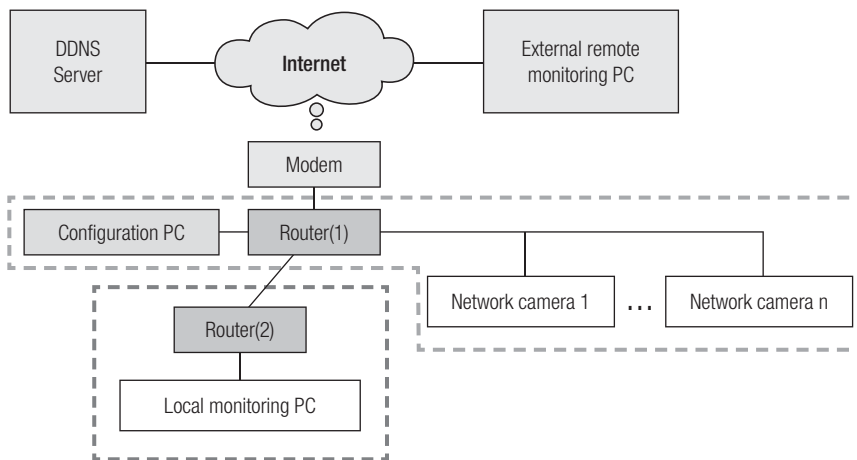 DDNS
Server
Internet
External remote
monitoring PC
Modem
Configuration PC
Router(1)
Network camera 1
...
Network camera n
Router(2)
Local monitoring PC